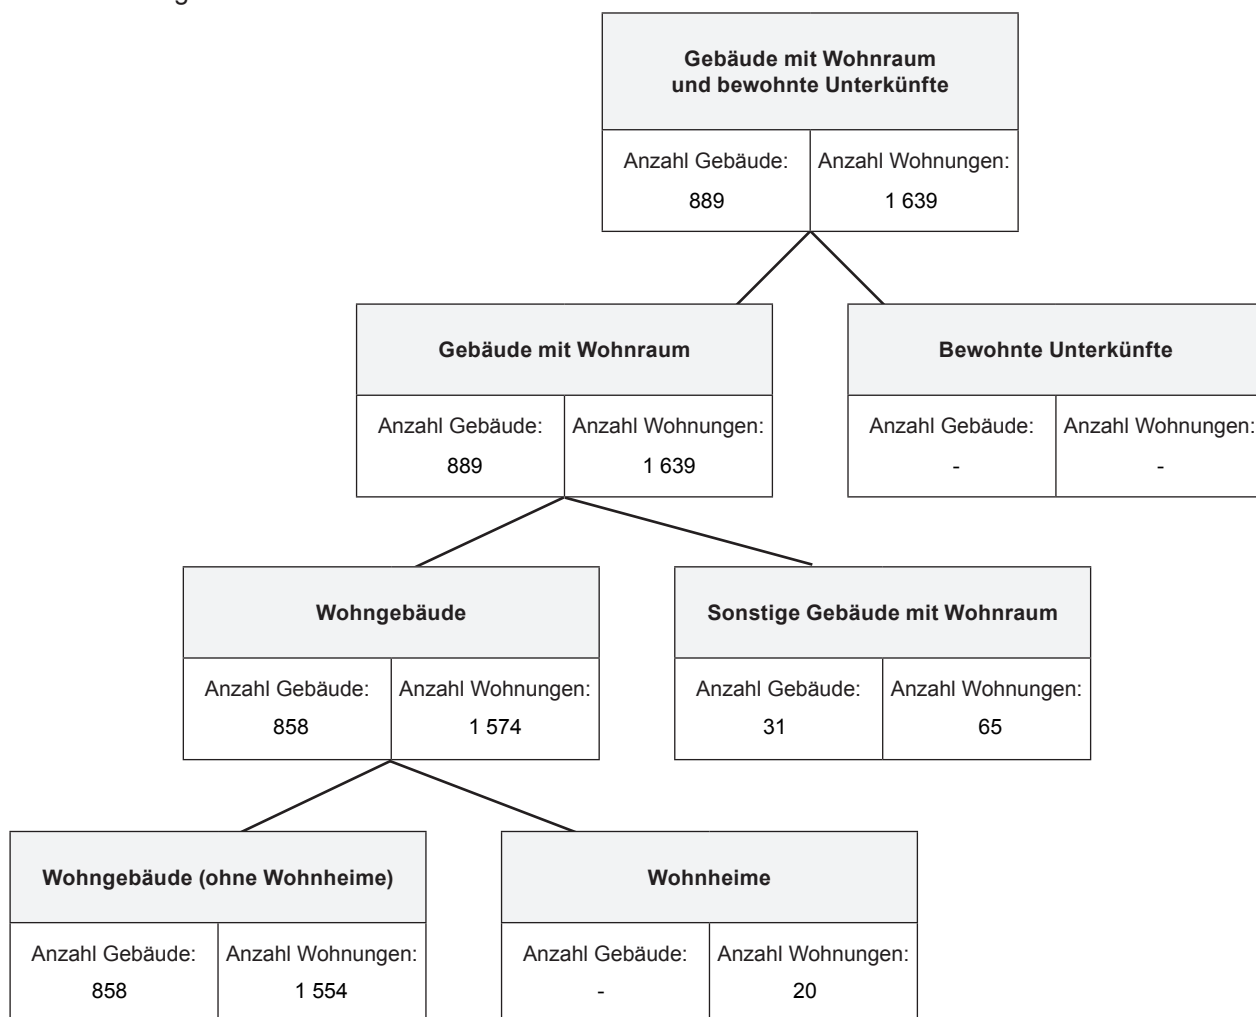 Gebäude mit Wohnraum
und bewohnte Unterkünfte
Anzahl Gebäude: Anzahl Wohnungen:
889 1 639
Gebäude mit Wohnraum
Anzahl Gebäude: Anzahl Wohnungen:
889 1 639
Bewohnte Unterkünfte
Anzahl Gebäude: Anzahl Wohnungen:
- -
Wohngebäude
Anzahl Gebäude: Anzahl Wohnungen:
858 1 574
Sonstige Gebäude mit Wohnraum
Anzahl Gebäude: Anzahl Wohnungen:
31 65
Wohngebäude (ohne Wohnheime)
Anzahl Gebäude: Anzahl Wohnungen:
858 1 554
Wohnheime
Anzahl Gebäude: Anzahl Wohnungen:
- 20